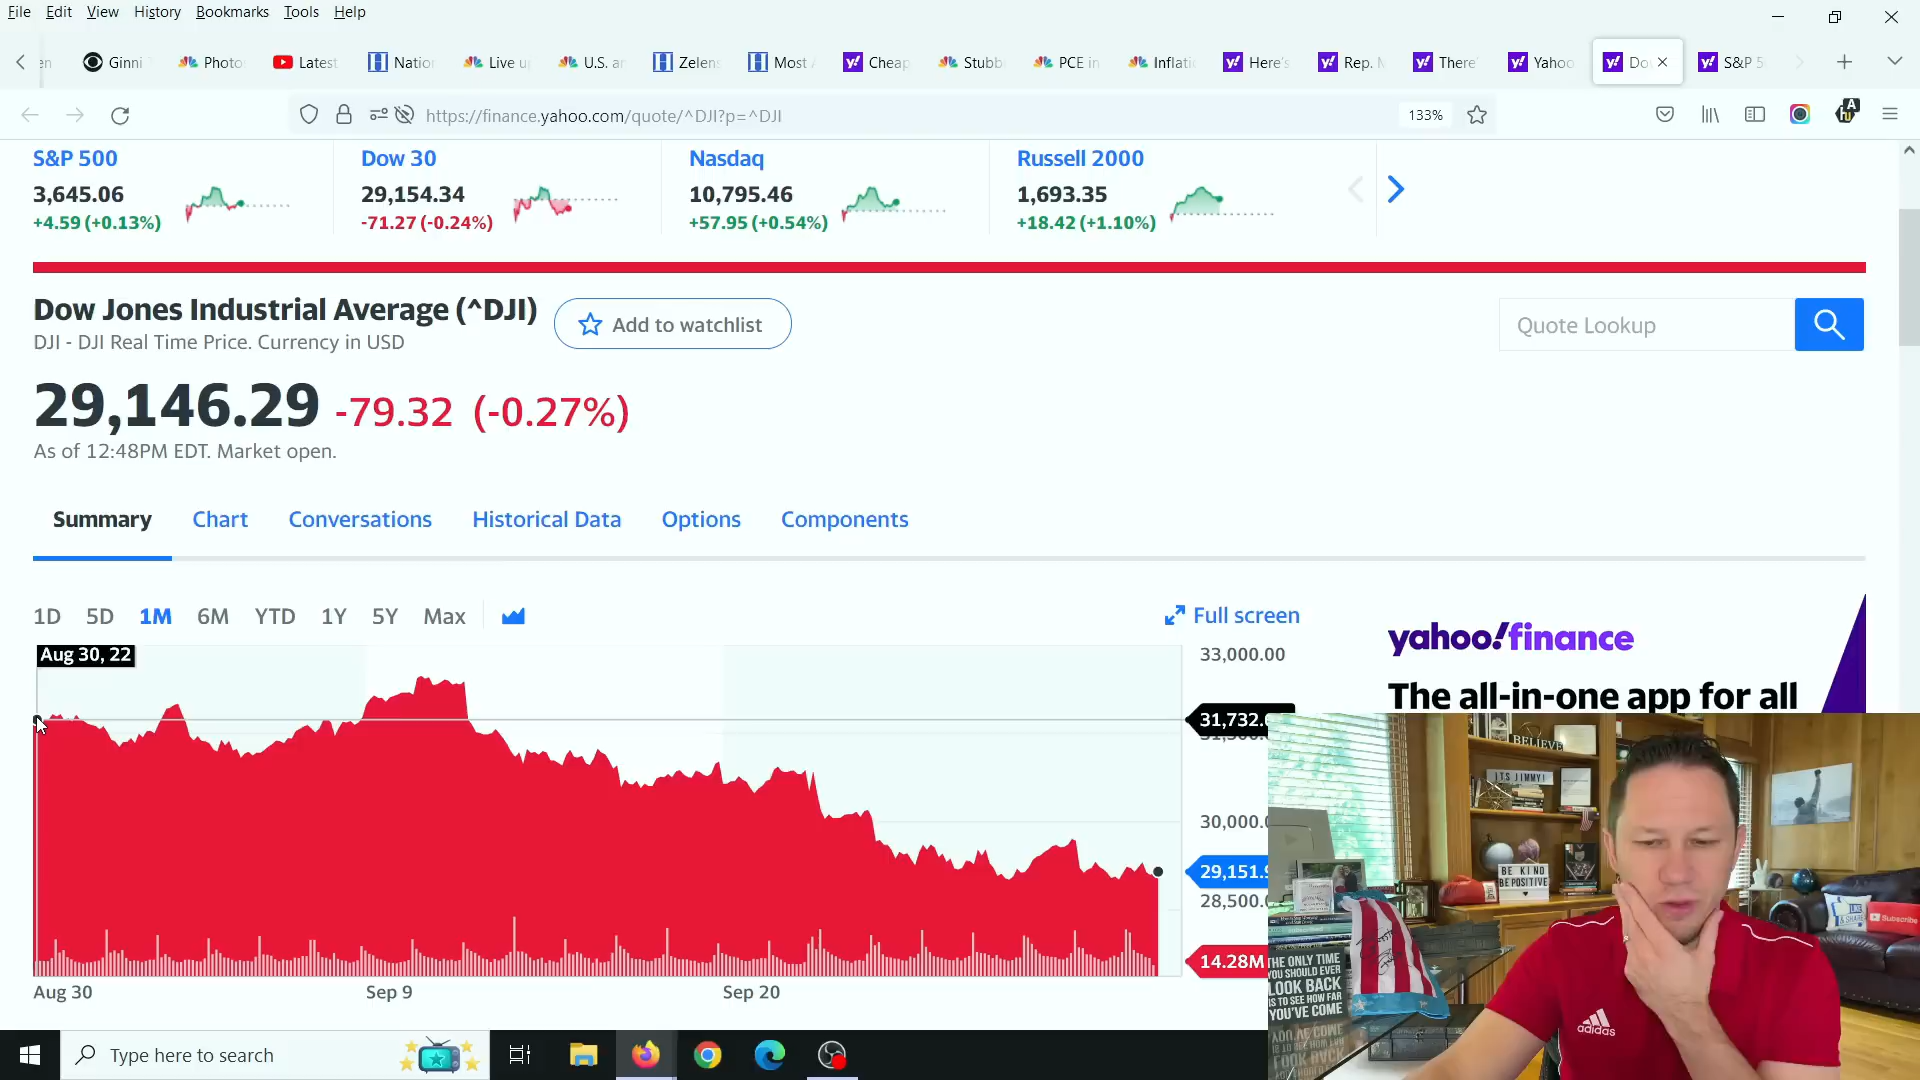 File Edit View History Bookmarks Tools Help
en Ginni Photo Latest Natio Live u U.S. a Zelens Most Cheap Stubb PCE in Inflati Here's Rep. There' Yahoo Do S&P 5
https://finance.yahoo.com/quote/^DJI?p=^DJI 133%
S&P 500 Dow 30 Nasdaq Russell 2000
3,645.06 29,154.34 10,795.46 1,693.35
+4.59 (+0.13%) -71.27 (-0.24%) +57.95 (+0.54%) +18.42 (+1.10%)
Dow Jones Industrial Average (^DJI)
Add to watchlist
Quote Lookup
DJI - DJI Real Time Price. Currency in USD
29,146.29 -79.32 (-0.27%)
As of 12:48PM EDT. Market open.
Summary Chart Conversations Historical Data Options Components
1D 5D 1M 6M YTD 1Y 5Y Max
Full screen
yahoo!finance
The all-in-one app for all
Aug 30, 22
33,000.00
31,732.
30,000.
29,151.
28,500.
14.28M
Aug 30 Sep 9 Sep 20
BELIEVE
ITS JIMMY!
BE KIND
BE POSITIVE
THE ONLY TIME
YOU SHOULD EVER
LOOK BACK
IS TO SEE HOW FAR
YOU'VE COME
LIKE
& SHARE
Subscribe
adidas
Type here to search